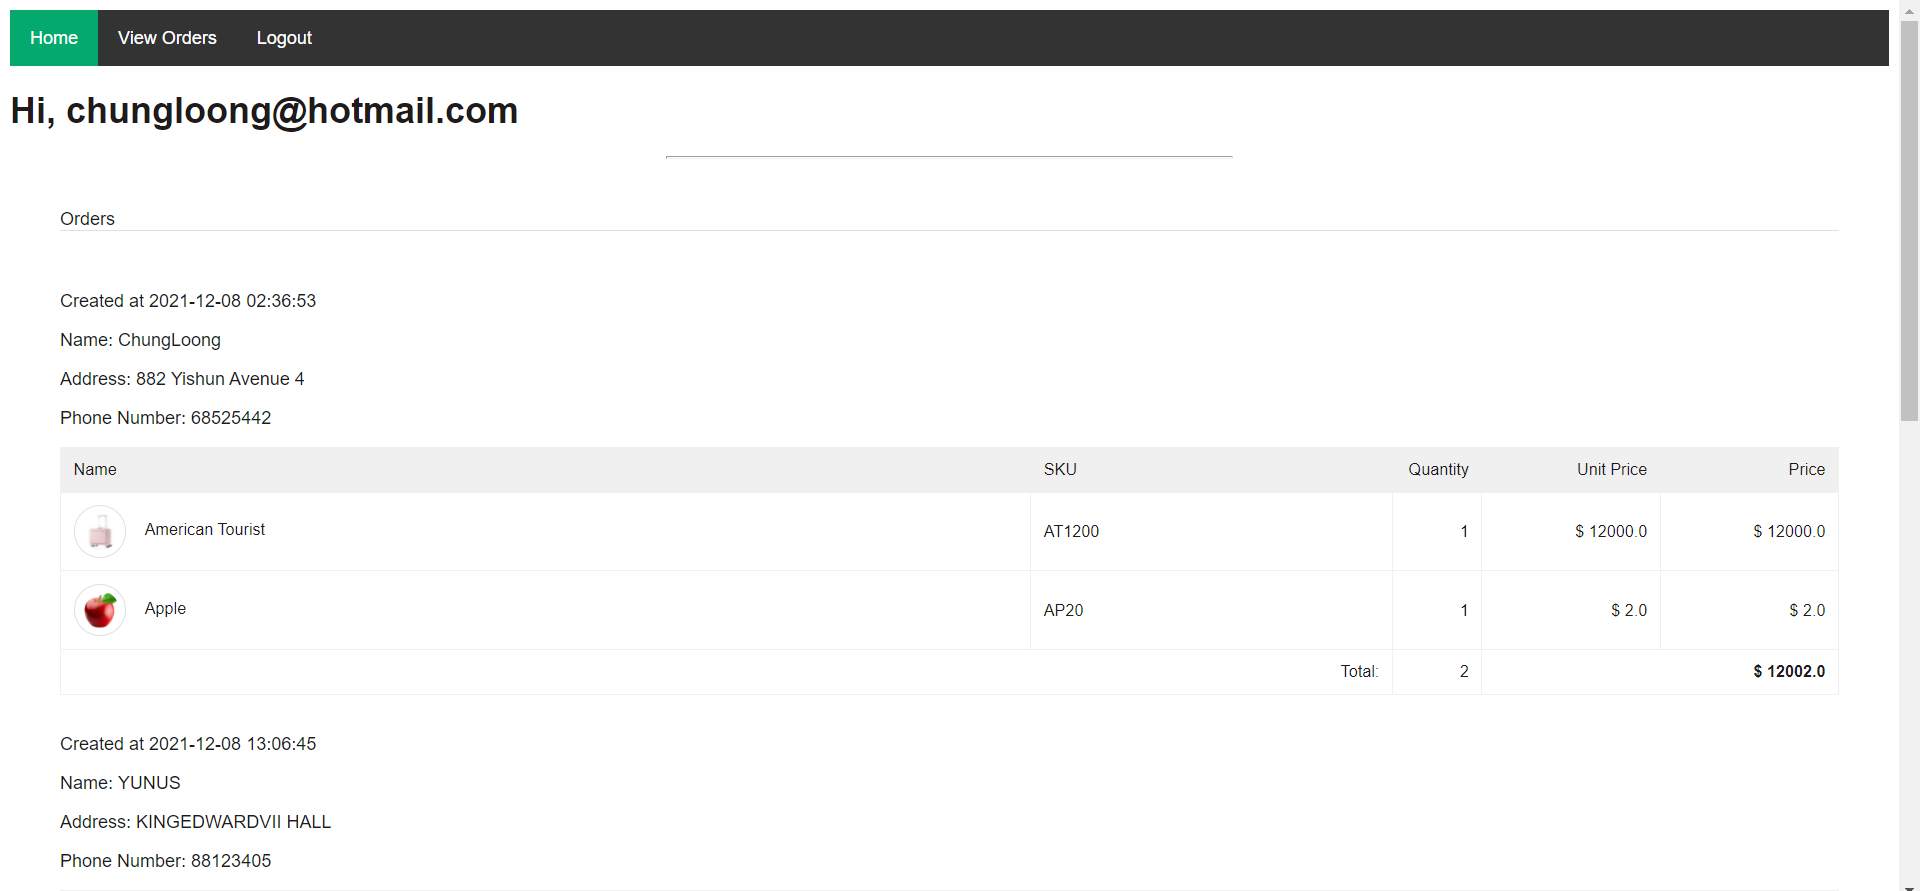 Home View Orders Logout
Hi, chungloong@hotmail.com
Orders
Created at 2021-12-08 02:36:53
Name: ChungLoong
Address: 882 Yishun Avenue 4
Phone Number: 68525442
Name SKU Quantity Unit Price Price
American Tourist AT1200 1 $ 12000.0 $ 12000.0
Apple AP20 1 $ 2.0 $ 2.0
Total: 2 $ 12002.0
Created at 2021-12-08 13:06:45
Name: YUNUS
Address: KINGEDWARDVII HALL
Phone Number: 88123405